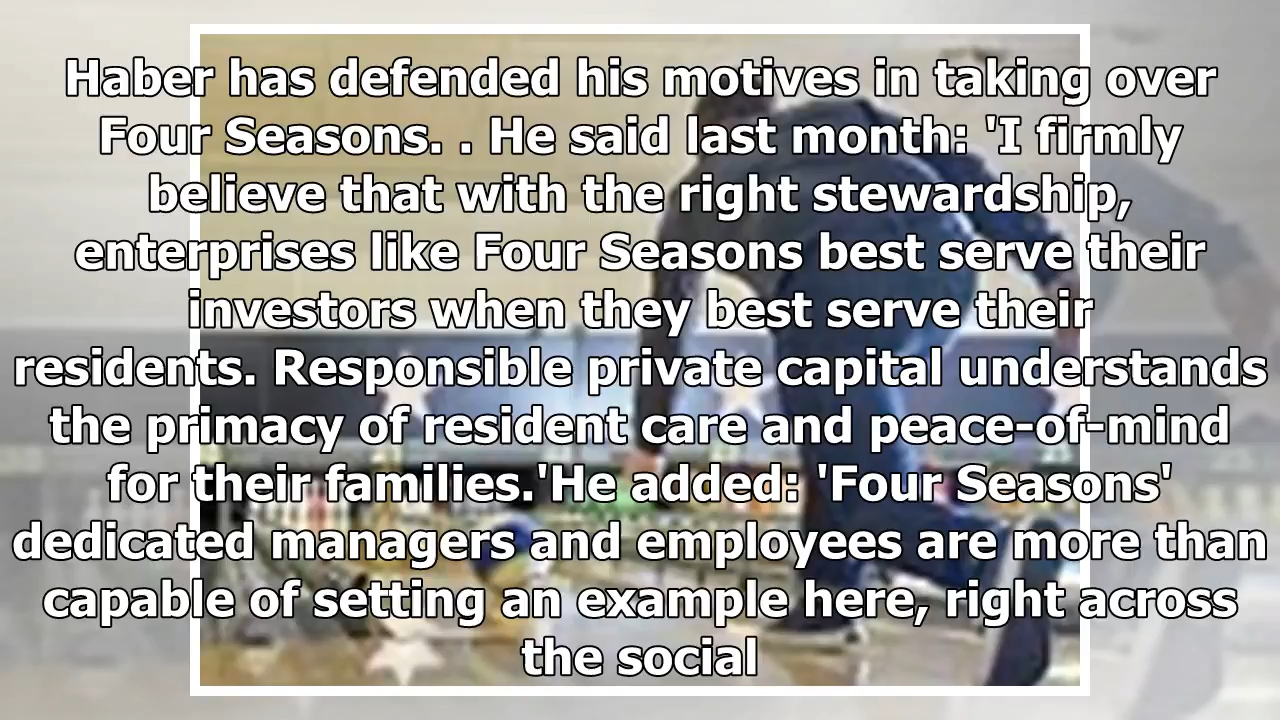 Haber has defended his motives in taking over
Four Seasons. . He said last month: 'I firmly
believe that with the right stewardship,
enterprises like Four Seasons best serve their
investors when they best serve their
residents. Responsible private capital understands
the primacy of resident care and peace-of-mind
for their families.'He added: 'Four Seasons'
dedicated managers and employees are more than
capable of setting an example here, right across
the social